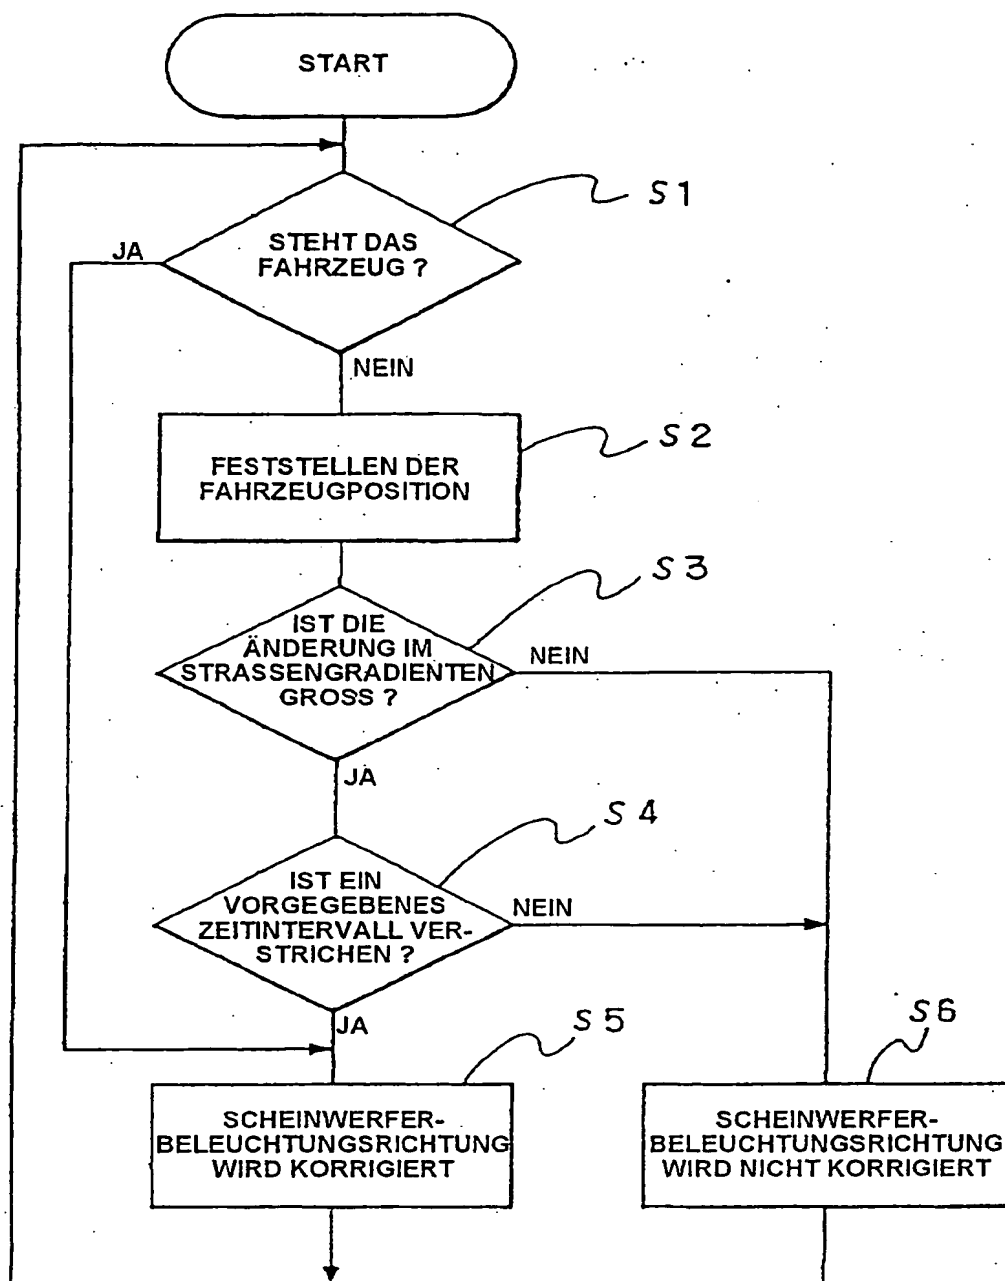 START
S1
STEHT DAS
FAHRZEUG ?
JA
NEIN
S2
FESTSTELLEN DER
FAHRZEUGPOSITION
S3
IST DIE
ÄNDERUNG IM
STRASSENGRADIENTEN
GROSS ?
NEIN
JA
S4
IST EIN
VORGEGEBENES
ZEITINTERVALL VER-
STRICHEN ?
NEIN
JA
S5
SCHEINWERFER-
BELEUCHTUNGSRICHTUNG
WIRD KORRIGIERT
S6
SCHEINWERFER-
BELEUCHTUNGSRICHTUNG
WIRD NICHT KORRIGIERT